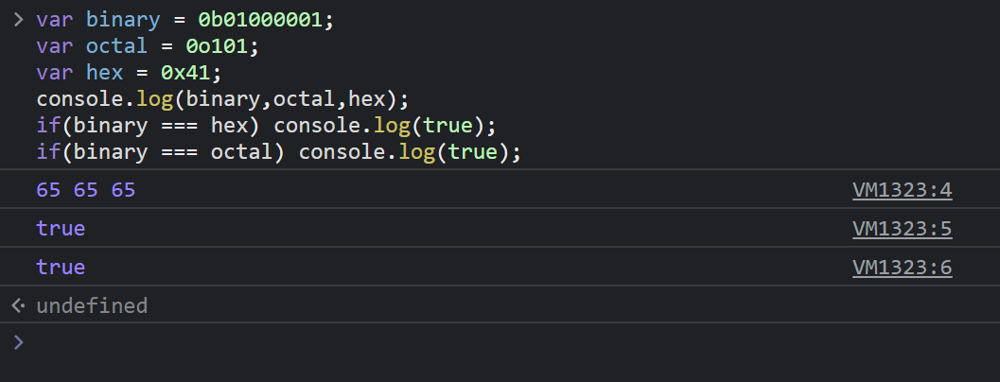 > var binary = 0b01000001;
var octal = 0o101;
var hex = 0x41;
console.log(binary,octal,hex);
if(binary === hex) console.log(true);
if(binary === octal) console.log(true);
65 65 65 VM1323:4
true VM1323:5
true VM1323:6
undefined
>